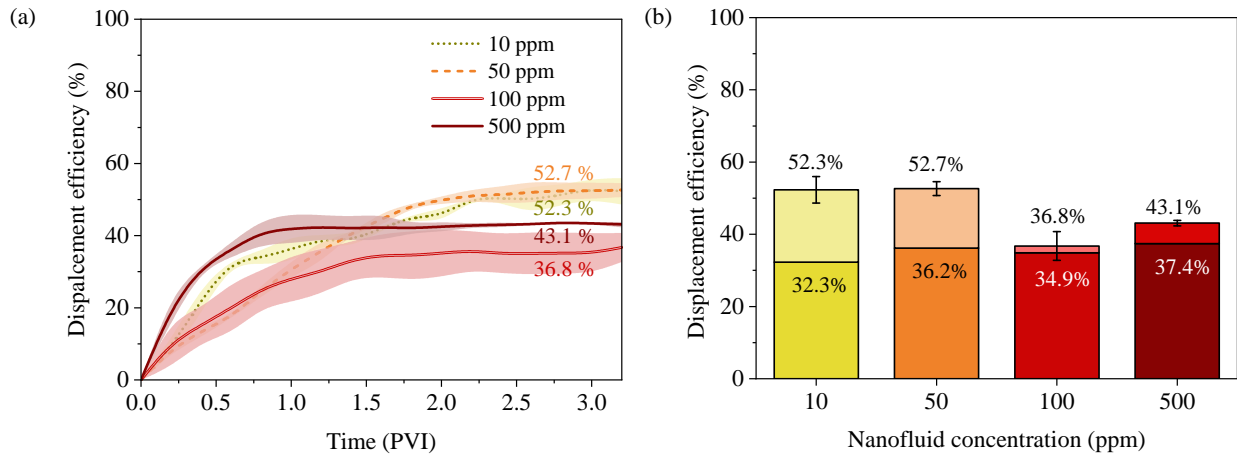 (a)
Dispalcement efficiency (%)
100
80
60
40
20
0
10 ppm
50 ppm
100 ppm
500 ppm
52.7 %
52.3 %
43.1 %
36.8 %
0.0 0.5 1.0 1.5 2.0 2.5 3.0
Time (PVI)
(b)
Displacement efficiency (%)
100
80
60
40
20
0
52.3% 52.7% 36.8% 43.1%
32.3% 36.2% 34.9% 37.4%
10 50 100 500
Nanofluid concentration (ppm)